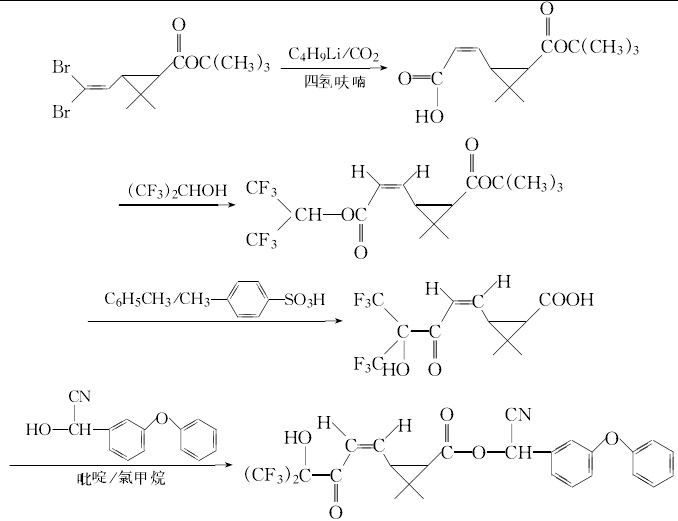 Br
Br
O
COC(CH3)3
C4H9Li/CO2
四氢呋喃
O
C
HO
O
COC(CH3)3
(CF3)2CHOH
CF3
CF3
CH—OC
O
H
H
O
COC(CH3)3
C6H5CH3/CH3
SO3H
F3C
F3C
C
HO
C
O
H
H
COOH
CN
HO—CH
O
吡啶/氯甲烷
HO
(CF3)2C
C
O
H
C
C
H
O
C
O
CN
CH
O